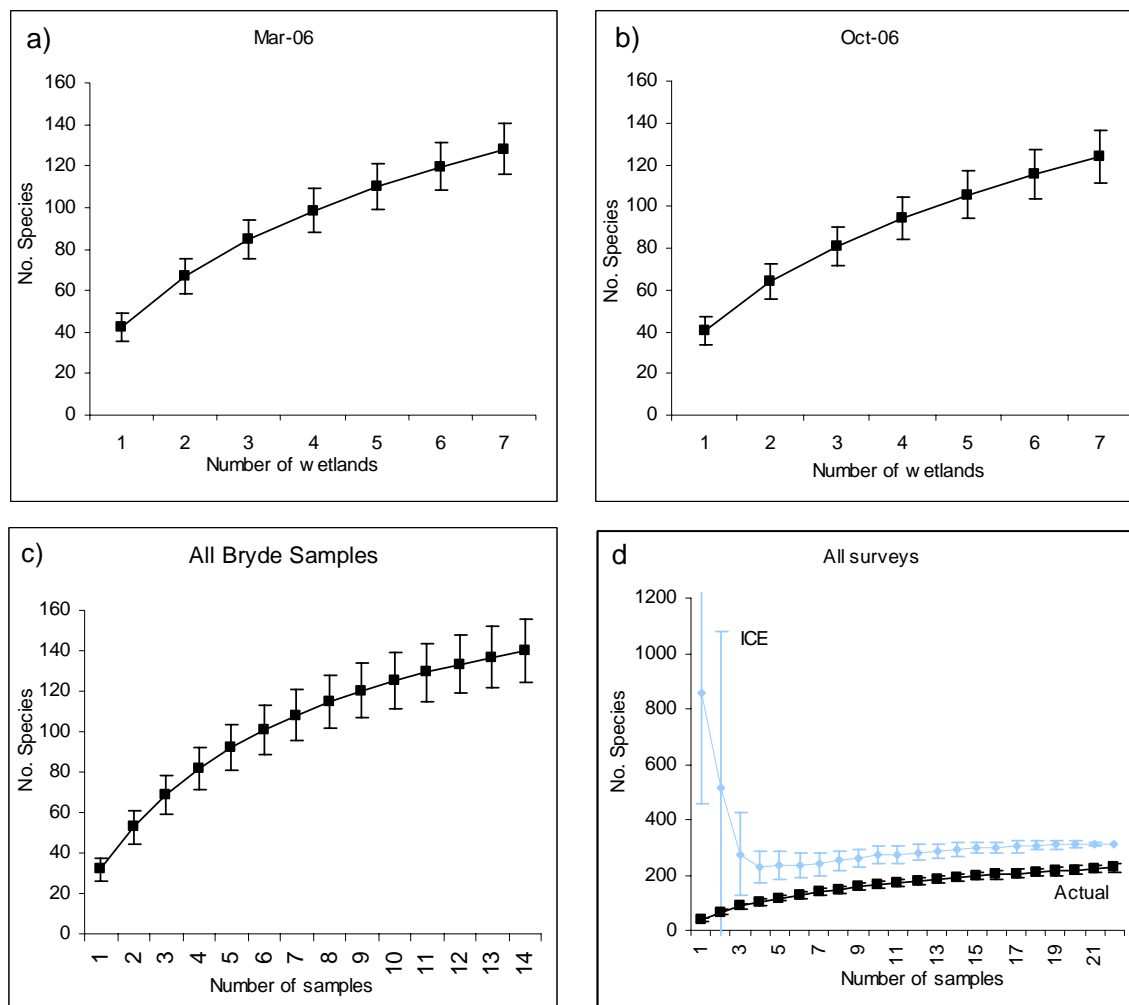 a)
Mar-06
No. Species
160
140
120
100
80
60
40
20
0
1 2 3 4 5 6 7
Number of wetlands
b)
Oct-06
No. Species
160
140
120
100
80
60
40
20
0
1 2 3 4 5 6 7
Number of wetlands
c)
All Bryde Samples
No. Species
160
140
120
100
80
60
40
20
0
1 2 3 4 5 6 7 8 9 10 11 12 13 14
Number of samples
d
All surveys
No. Species
1200
1000
800
600
400
200
0
ICE
Actual
1 3 5 7 9 11 13 15 17 19 21
Number of samples